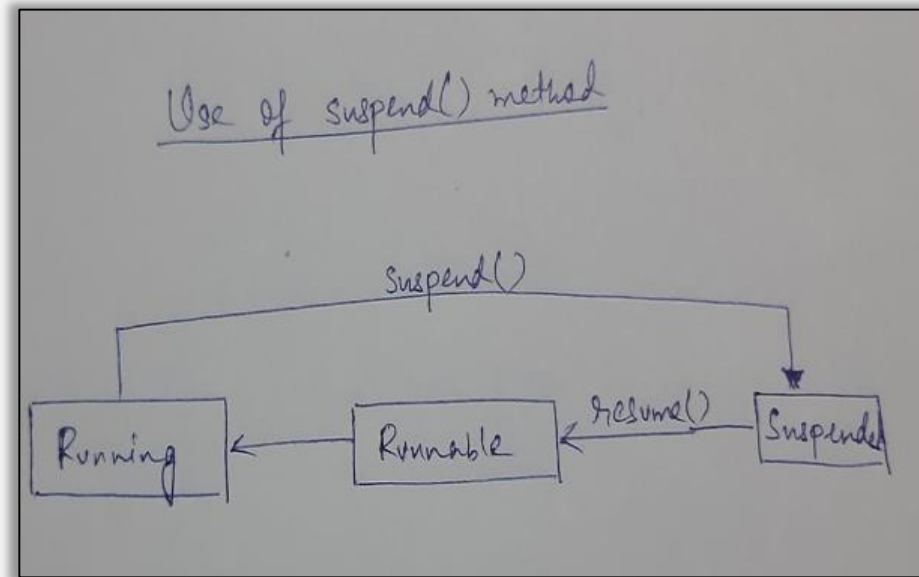 Use of suspend() method
suspend()
Running
Runnable
resume()
Suspended